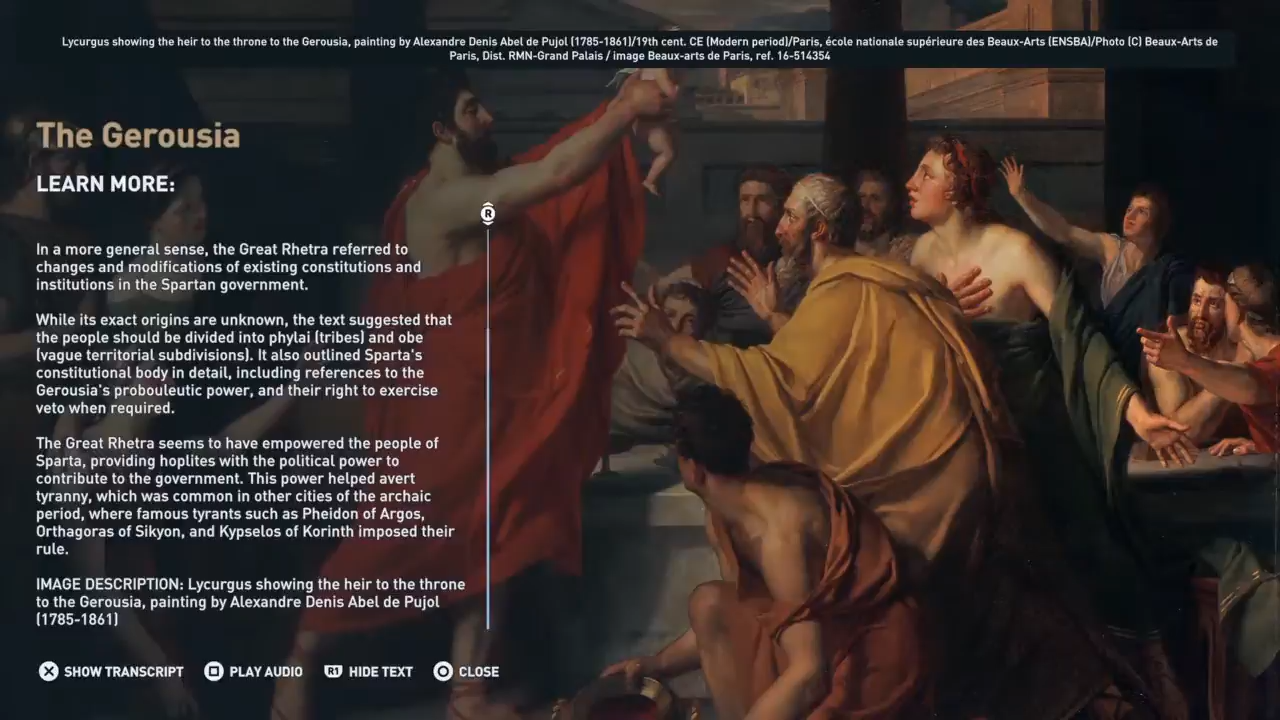 Lycurgus showing the heir to the throne to the Gerousia, painting by Alexandre Denis Abel de Pujol (1785-1861)/19th cent. CE (Modern period)/Paris, école nationale supérieure des Beaux-Arts (ENSBA)/Photo (C) Beaux-Arts de
Paris, Dist. RMN-Grand Palais / image Beaux-arts de Paris, ref. 16-514354
The Gerousia
LEARN MORE:
R
In a more general sense, the Great Rhetra referred to
changes and modifications of existing constitutions and
institutions in the Spartan government.
While its exact origins are unknown, the text suggested that
the people should be divided into phylai (tribes) and obe
(vague territorial subdivisions). It also outlined Sparta's
constitutional body in detail, including references to the
Gerousia's probouleutic power, and their right to exercise
veto when required.
The Great Rhetra seems to have empowered the people of
Sparta, providing hoplites with the political power to
contribute to the government. This power helped avert
tyranny, which was common in other cities of the archaic
period, where famous tyrants such as Pheidon of Argos,
Orthagoras of Sikyon, and Kypselos of Korinth imposed their
rule.
IMAGE DESCRIPTION: Lycurgus showing the heir to the throne
to the Gerousia, painting by Alexandre Denis Abel de Pujol
(1785-1861)
SHOW TRANSCRIPT PLAY AUDIO R1 HIDE TEXT CLOSE